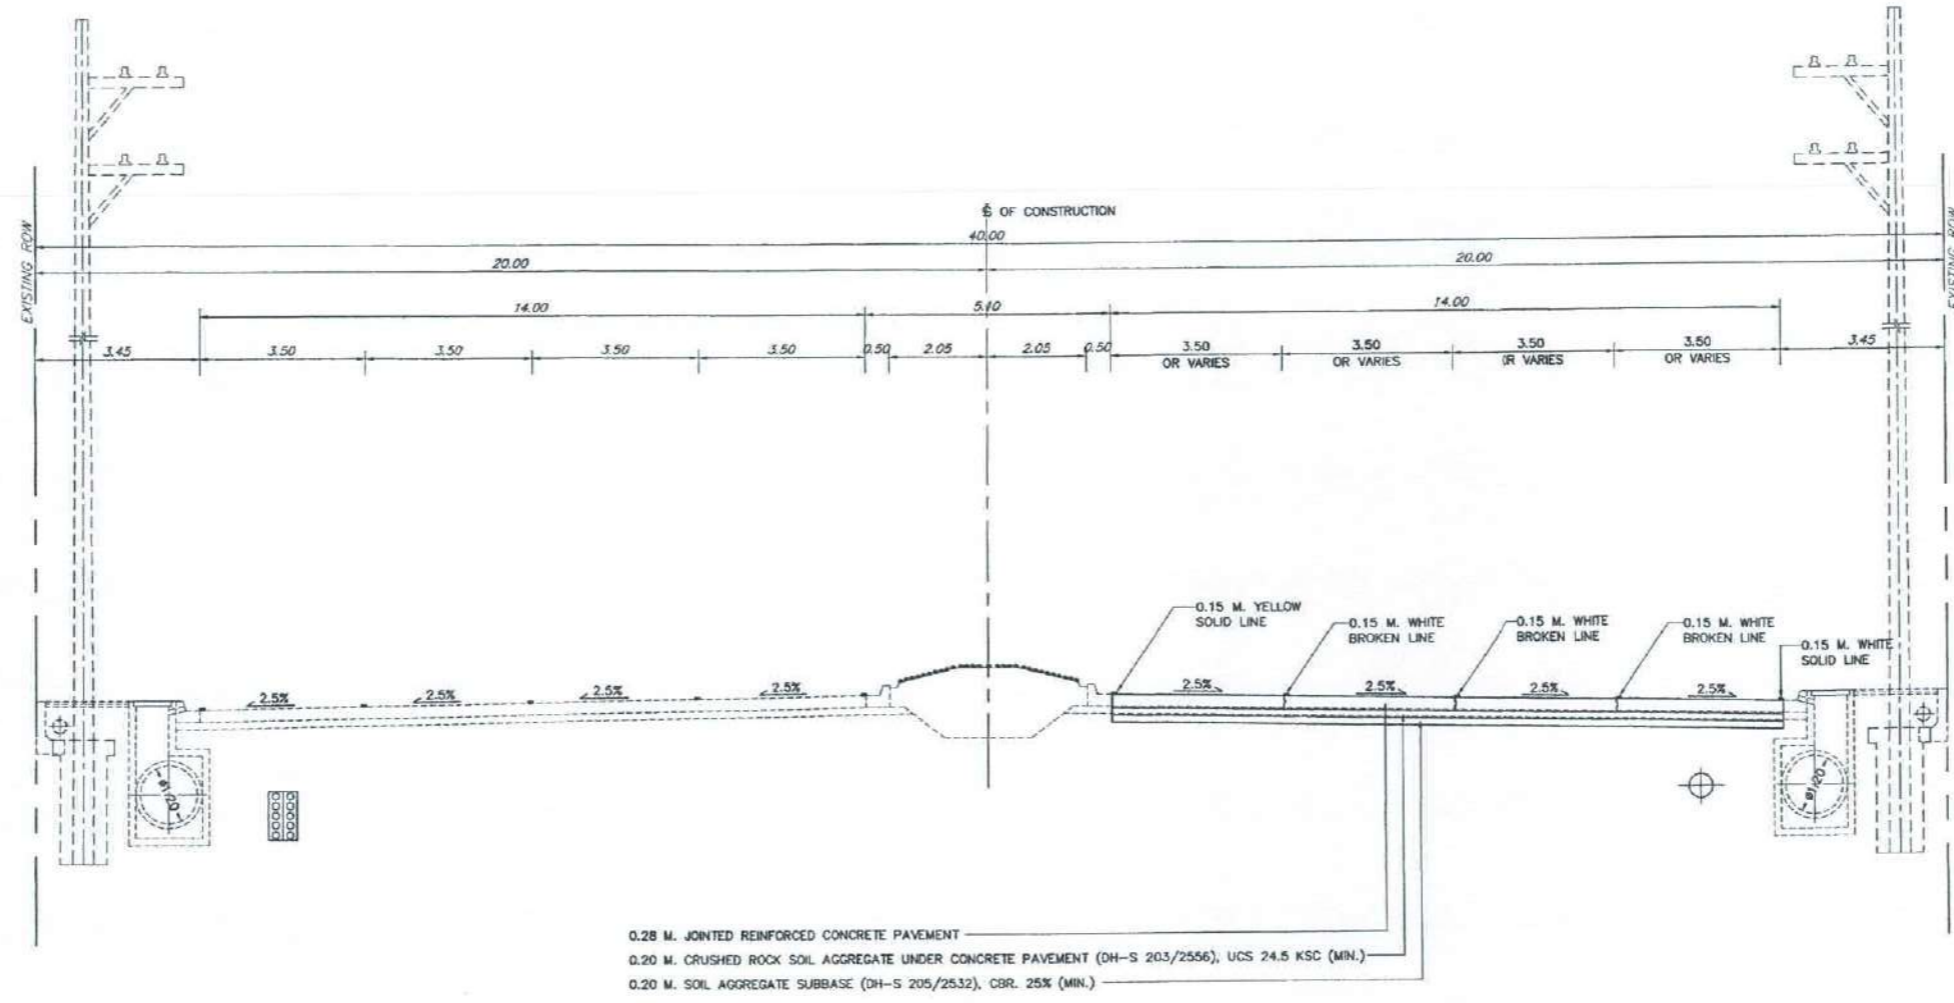 ℄ OF CONSTRUCTION
40.00
EXISTING ROW
EXISTING ROW
20.00
20.00
14.00
5.10
14.00
3.45
3.50
3.50
3.50
3.50
0.50
2.05
2.05
0.50
3.50
OR VARIES
3.50
OR VARIES
3.50
OR VARIES
3.50
OR VARIES
3.45
0.15 M. YELLOW
SOLID LINE
0.15 M. WHITE
BROKEN LINE
0.15 M. WHITE
BROKEN LINE
0.15 M. WHITE
BROKEN LINE
0.15 M. WHITE
SOLID LINE
2.5%
2.5%
2.5%
2.5%
2.5%
2.5%
2.5%
2.5%
ø1.20
ø1.20
0.28 M. JOINTED REINFORCED CONCRETE PAVEMENT
0.20 M. CRUSHED ROCK SOIL AGGREGATE UNDER CONCRETE PAVEMENT (DH-S 203/2556), UCS 24.5 KSC (MIN.)
0.20 M. SOIL AGGREGATE SUBBASE (DH-S 205/2532), CBR. 25% (MIN.)